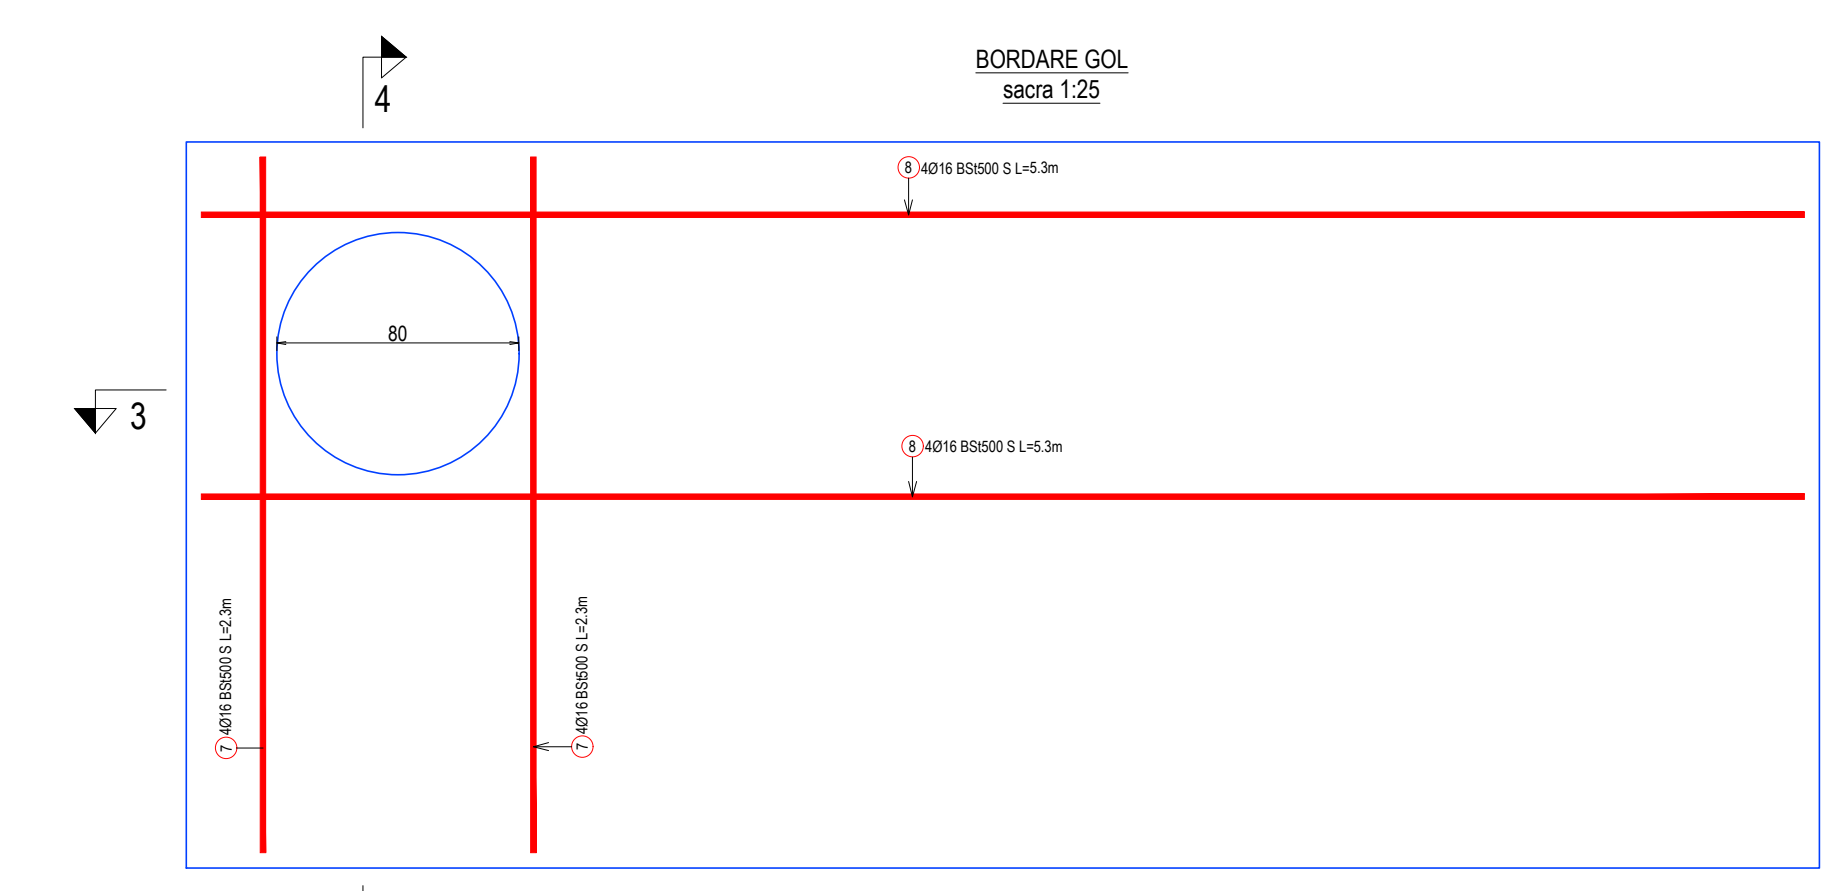 4
BORDARE GOL
sacra 1:25
8 4Ø16 BSt500 S L=5.3m
80
3
8 4Ø16 BSt500 S L=5.3m
7 4Ø16 BSt500 S L=2.3m
7 4Ø16 BSt500 S L=2.3m